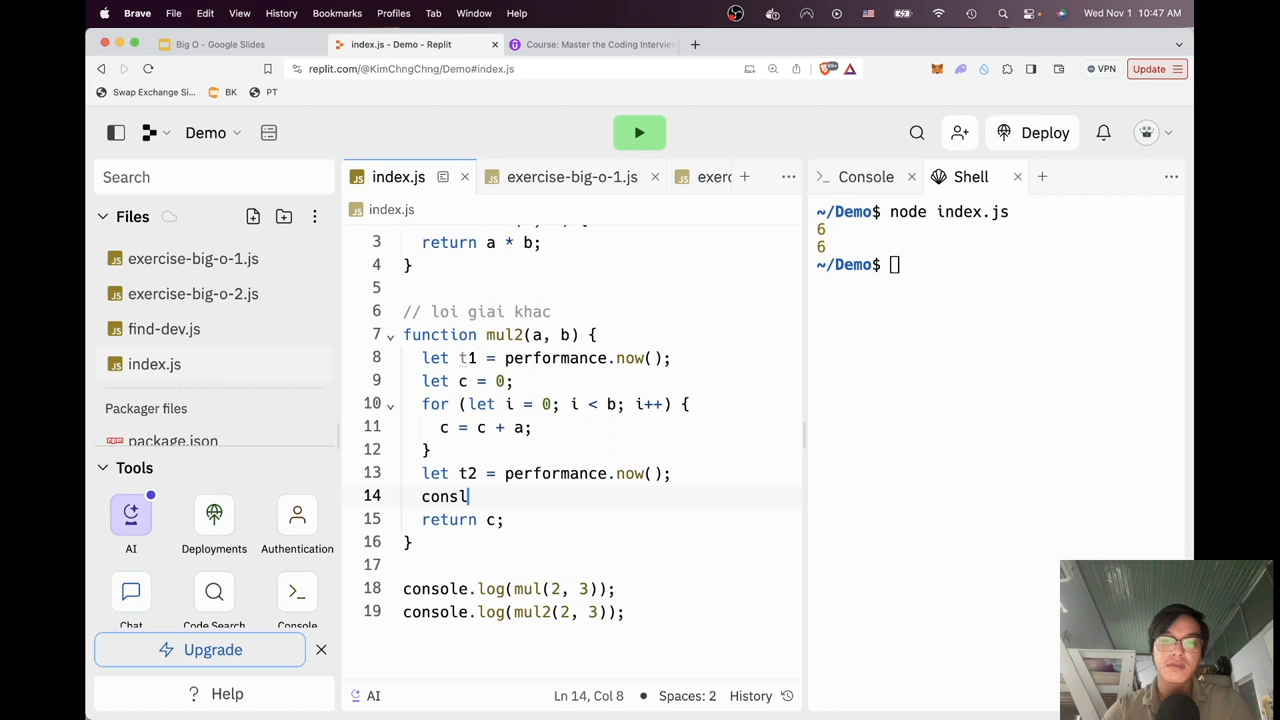 Brave File Edit View History Bookmarks Profiles Tab Window Help Wed Nov 1 10:47 AM
Big O - Google Slides index.js - Demo - Replit Course: Master the Coding Intervie
replit.com/@KimChngChng/Demo#index.js 99+ VPN Update
Swap Exchange Si... BK PT
Demo Deploy
Search
Files
exercise-big-o-1.js
exercise-big-o-2.js
find-dev.js
index.js
Packager files
package.json
Tools
AI Deployments Authentication
Chat Code Search Console
Upgrade
? Help
JS index.js JS exercise-big-o-1.js JS exerc
JS index.js
3 return a * b;
4 }
5
6 // loi giai khac
7 function mul2(a, b) {
8 let t1 = performance.now();
9 let c = 0;
10 for (let i = 0; i < b; i++) {
11 c = c + a;
12 }
13 let t2 = performance.now();
14 consl
15 return c;
16 }
17
18 console.log(mul(2, 3));
19 console.log(mul2(2, 3));
AI Ln 14, Col 8 Spaces: 2 History
Console Shell
~/Demo$ node index.js
6
6
~/Demo$